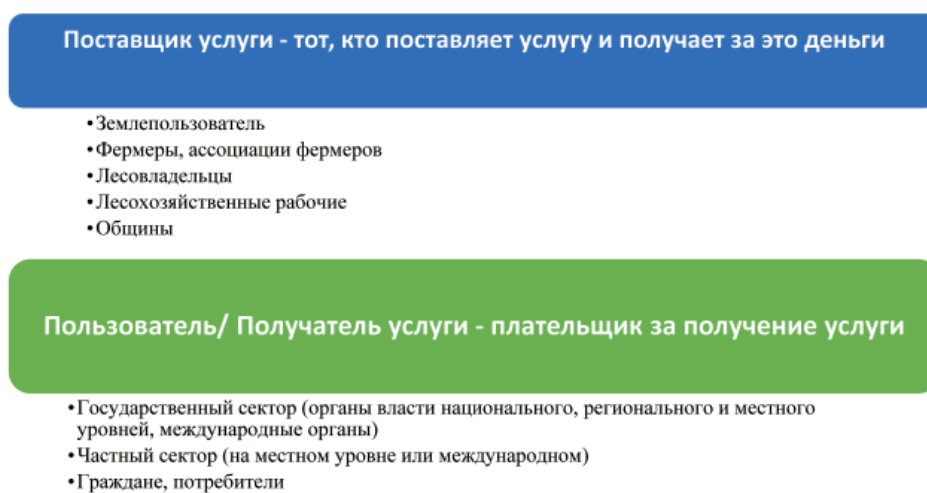 Поставщик услуги - тот, кто поставляет услугу и получает за это деньги
•Землепользователь
•Фермеры, ассоциации фермеров
•Лесовладельцы
•Лесохозяйственные рабочие
•Общины
Пользователь/ Получатель услуги - плательщик за получение услуги
•Государственный сектор (органы власти национального, регионального и местного
уровней, международные органы)
•Частный сектор (на местном уровне или международном)
•Граждане, потребители